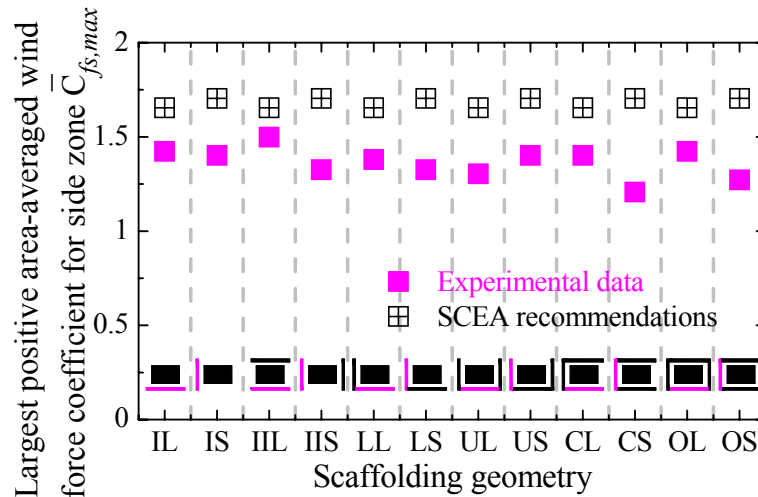 Largest positive area-averaged wind
force coefficient for side zone C̄fs,max
2
1.5
1
0.5
0
Experimental data
SCEA recommendations
IL IS IIL IIS LL LS UL US CL CS OL OS
Scaffolding geometry